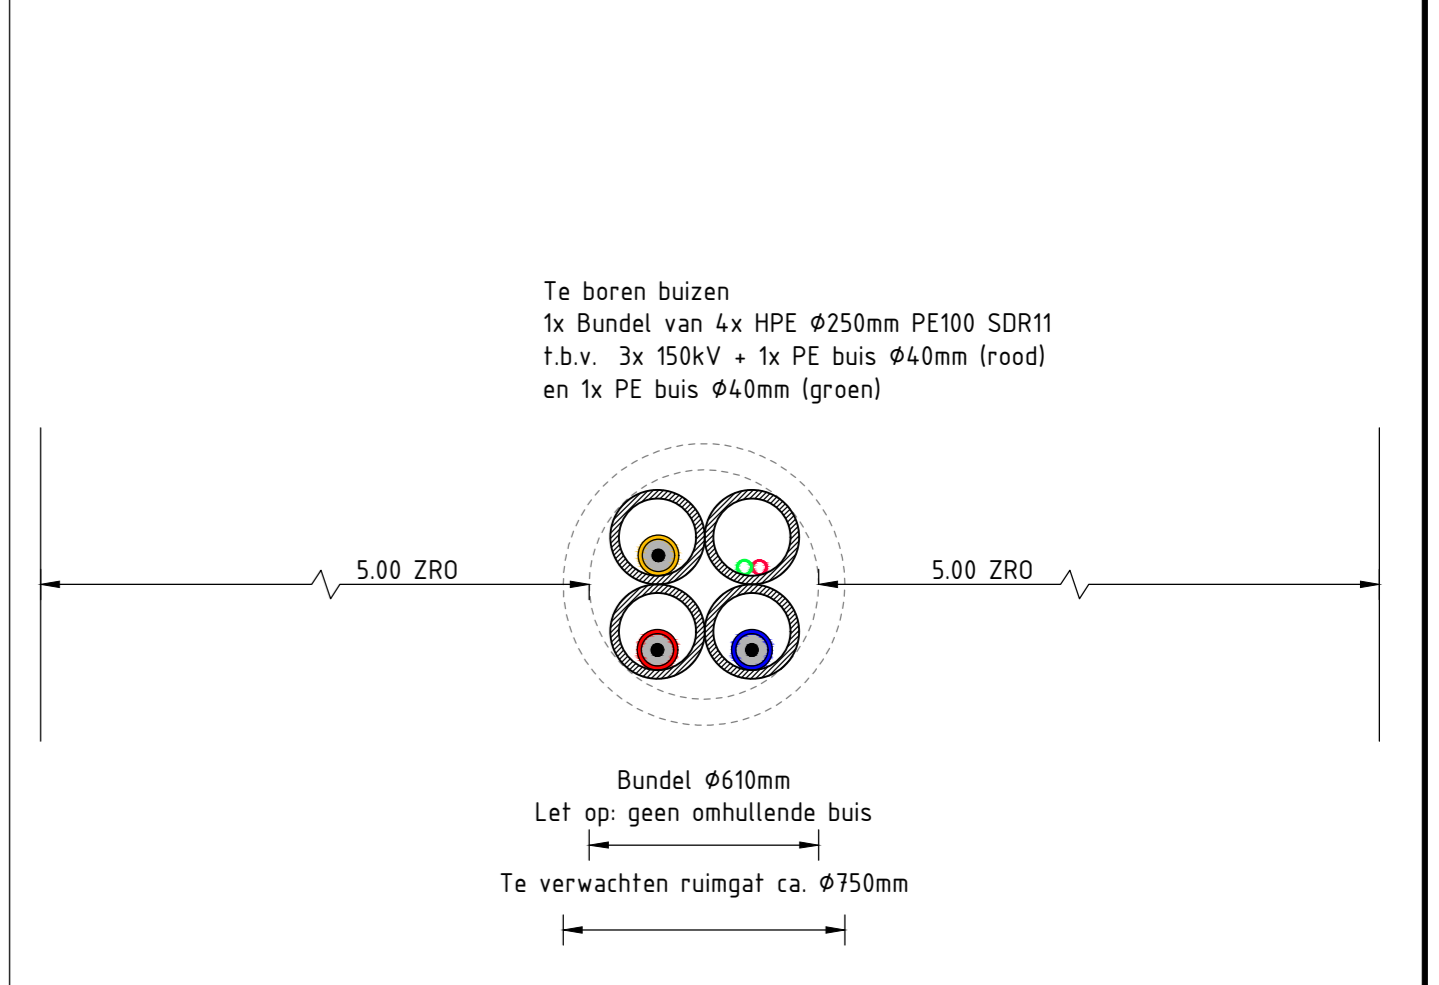 Te boren buizen
1x Bundel van 4x HPE Ø250mm PE100 SDR11
t.b.v. 3x 150kV + 1x PE buis Ø40mm (rood)
en 1x PE buis Ø40mm (groen)
5.00 ZRO
5.00 ZRO
Bundel Ø610mm
Let op: geen omhullende buis
Te verwachten ruimgat ca. Ø750mm